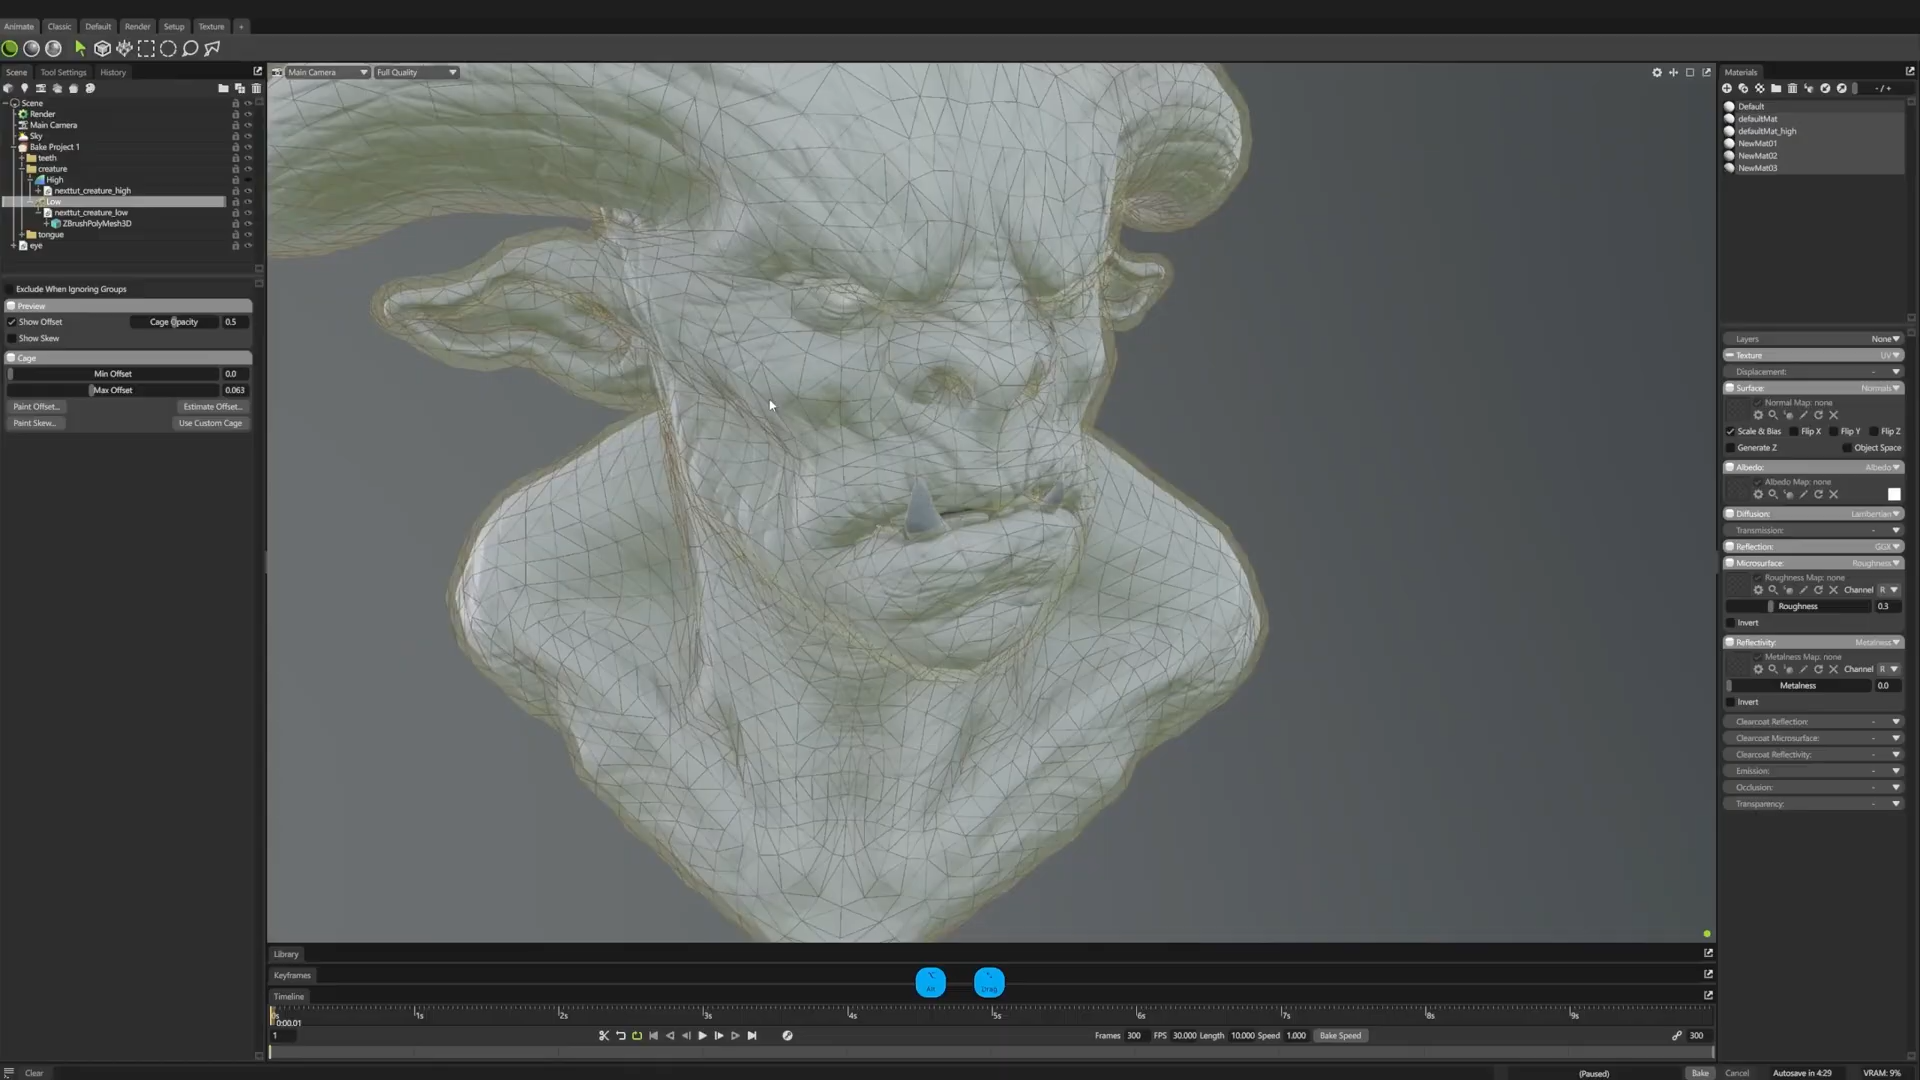 Animate Classic Default Render Setup Texture +
Scene Tool Settings History
Main Camera Full Quality
Materials
Scene
Render
Main Camera
Sky
Bake Project 1
teeth
creature
High
nexttut_creature_high
Low
nexttut_creature_low
ZBrushPolyMesh3D
tongue
eye
Exclude When Ignoring Groups
Preview
Show Offset Cage Opacity 0.5
Show Skew
Cage
Min Offset 0.0
Max Offset 0.063
Paint Offset... Estimate Offset...
Paint Skew... Use Custom Cage
- / +
Default
defaultMat
defaultMat_high
NewMat01
NewMat02
NewMat03
Layers None
Texture UV
Displacement: -
Surface: Normals
Normal Map: none
Scale & Bias Flip X Flip Y Flip Z
Generate Z Object Space
Albedo: Albedo
Albedo Map: none
Diffusion: Lambertian
Transmission: -
Reflection: GGX
Microsurface: Roughness
Roughness Map: none
Channel R
Roughness 0.3
Invert
Reflectivity: Metalness
Metalness Map: none
Channel R
Metalness 0.0
Invert
Clearcoat Reflection: -
Clearcoat Microsurface: -
Clearcoat Reflectivity: -
Emission: -
Occlusion: -
Transparency: -
Library
Keyframes
Alt Drag
Timeline
0s 1s 2s 3s 4s 5s 6s 7s 8s 9s
0:00.01
1 Frames 300 FPS 30.000 Length 10.000 Speed 1.000 Bake Speed 300
Clear (Paused) Bake Cancel Autosave in 4:29 VRAM: 9%